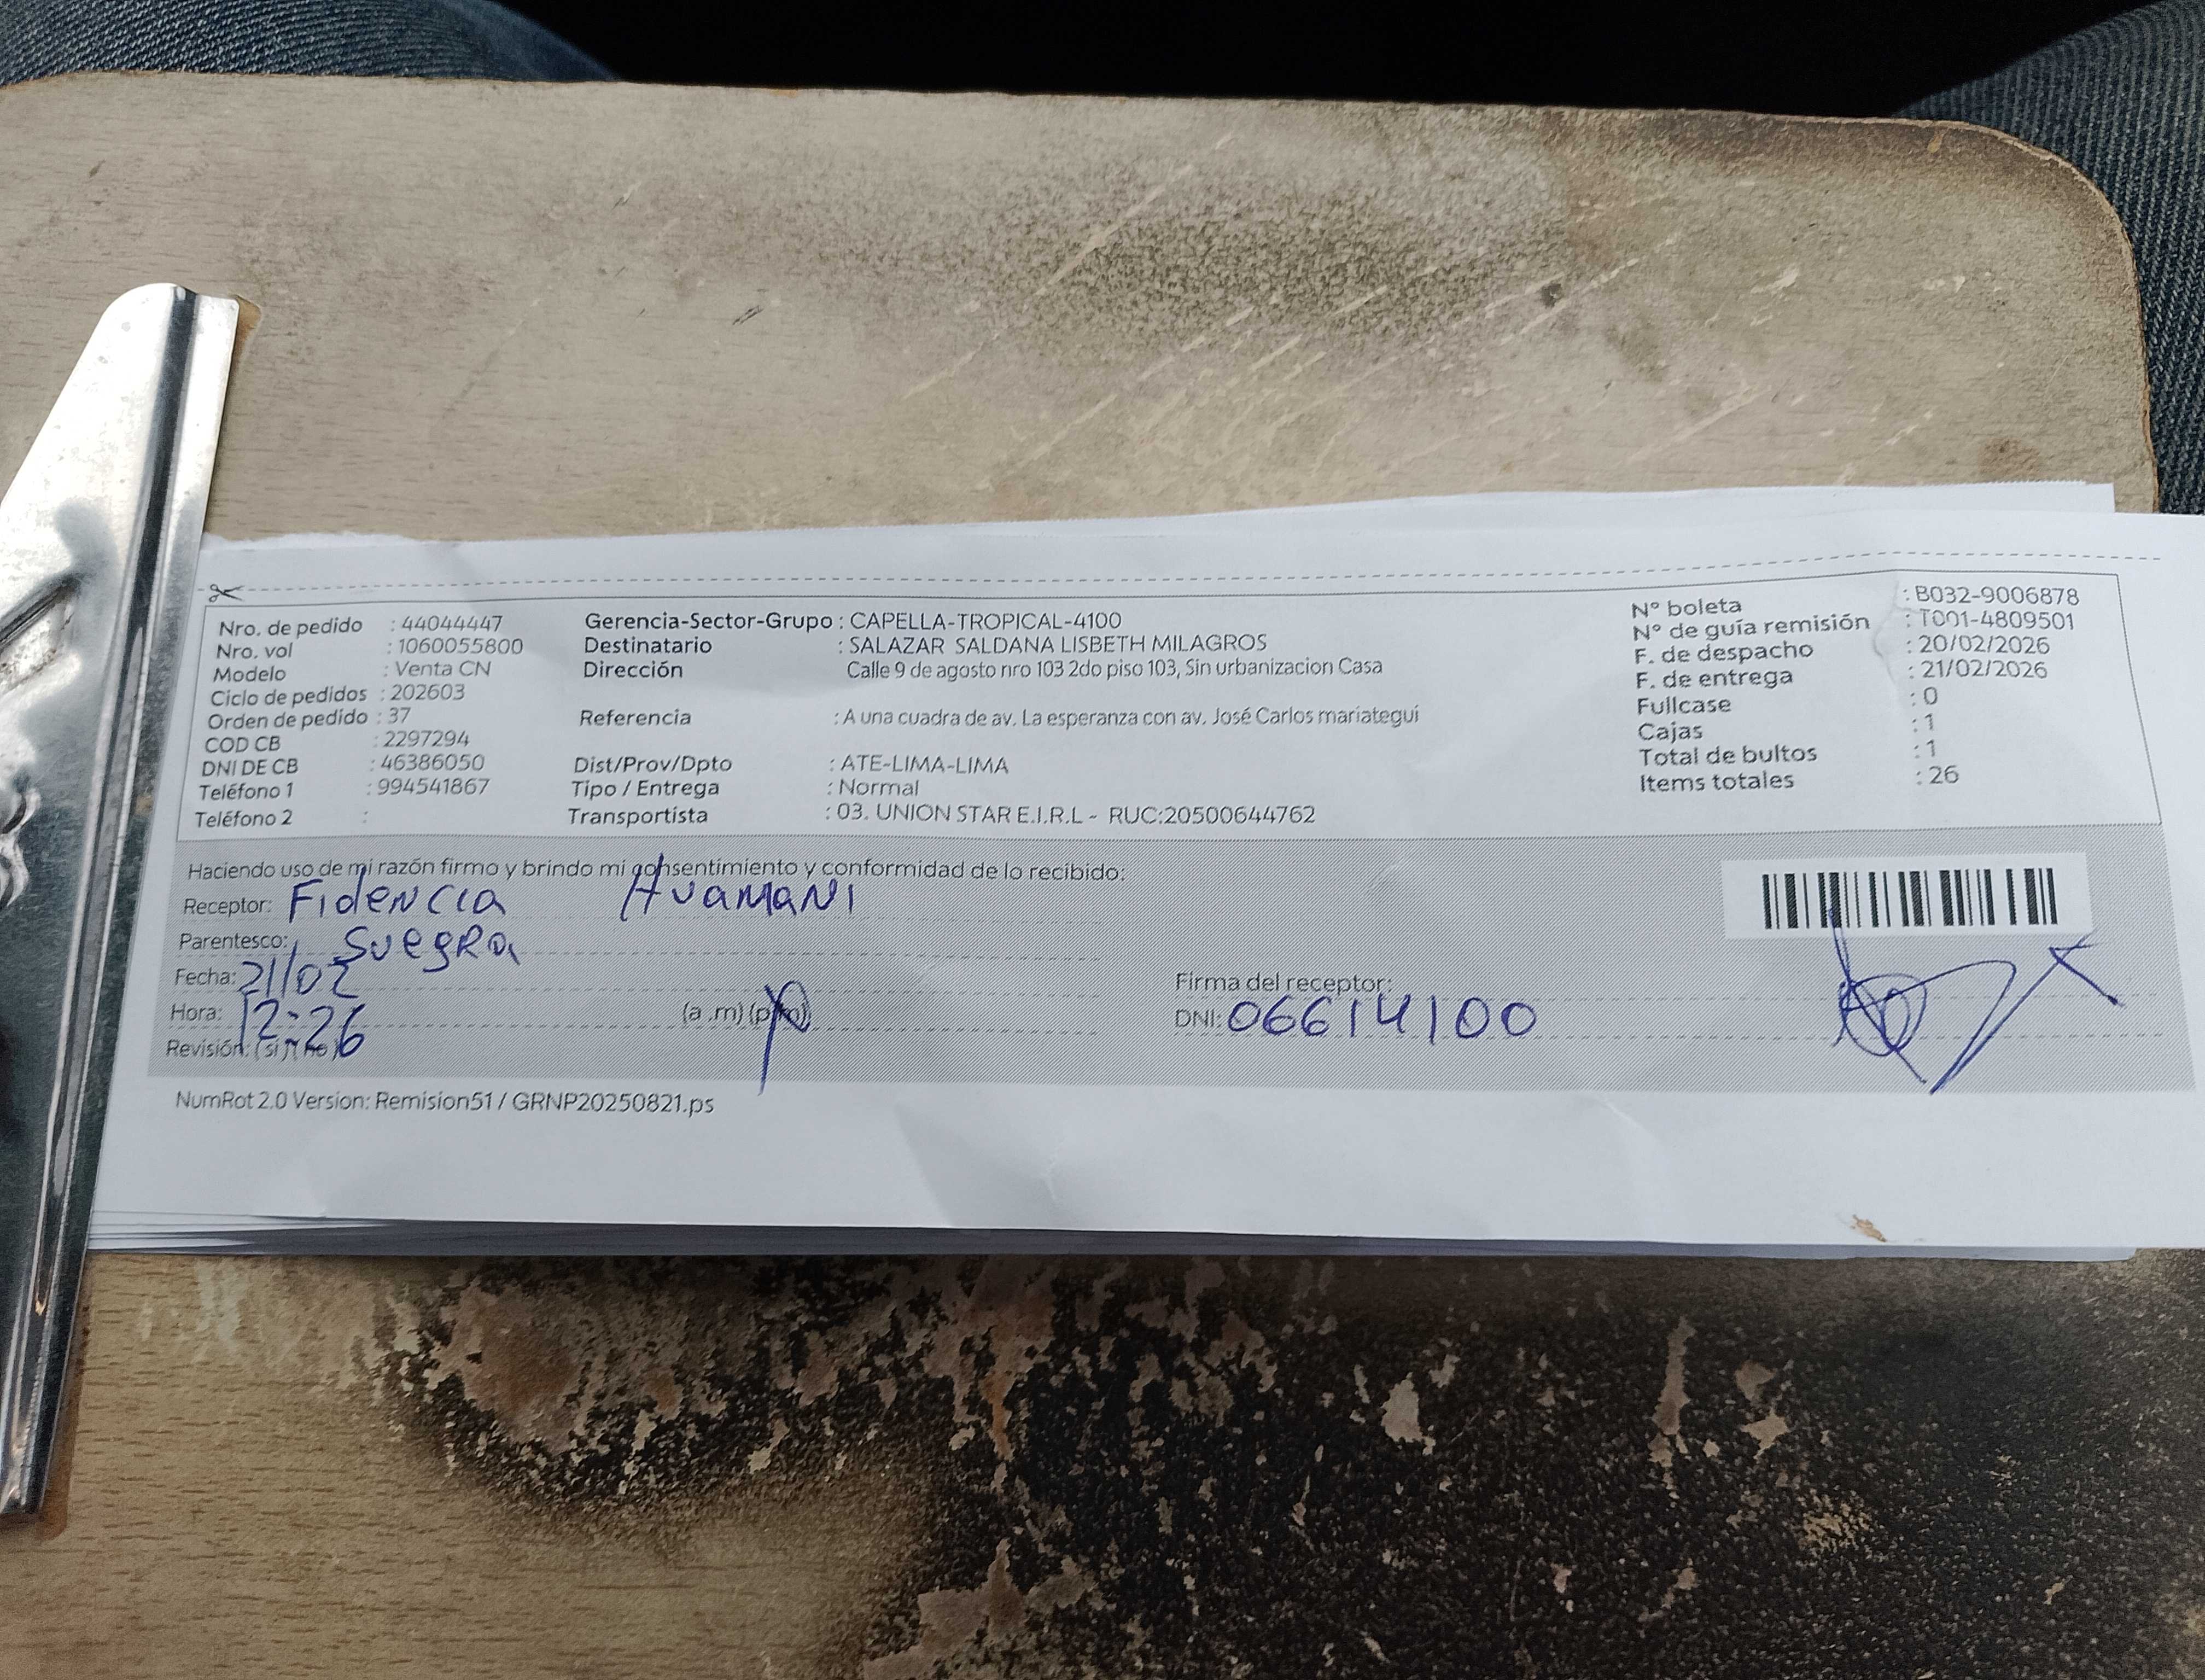 Nro. de pedido : 44044447
Nro. vol : 1060055800
Modelo : Venta CN
Ciclo de pedidos : 202603
Orden de pedido : 37
COD CB : 2297294
DNI DE CB : 46386050
Teléfono 1 : 994541867
Teléfono 2 :
Gerencia-Sector-Grupo : CAPELLA-TROPICAL-4100
Destinatario : SALAZAR SALDANA LISBETH MILAGROS
Dirección Calle 9 de agosto nro 103 2do piso 103, Sin urbanizacion Casa
Referencia : A una cuadra de av. La esperanza con av. José Carlos mariategui
Dist/Prov/Dpto : ATE-LIMA-LIMA
Tipo / Entrega : Normal
Transportista : 03. UNION STAR E.I.R.L - RUC:20500644762
N° boleta : B032-9006878
N° de guía remisión : T001-4809501
F. de despacho : 20/02/2026
F. de entrega : 21/02/2026
Fullcase : 0
Cajas : 1
Total de bultos : 1
Items totales : 26
Haciendo uso de mi razón firmo y brindo mi consentimiento y conformidad de lo recibido:
Receptor: Fidencia Huamani
Parentesco: Suegra
Fecha: 21/02
Hora: 12:26 (a .m) (p.m)
Revisión: (si) (no)
Firma del receptor:
DNI: 06614100
NumRot 2.0 Version: Remision51 / GRNP20250821.ps